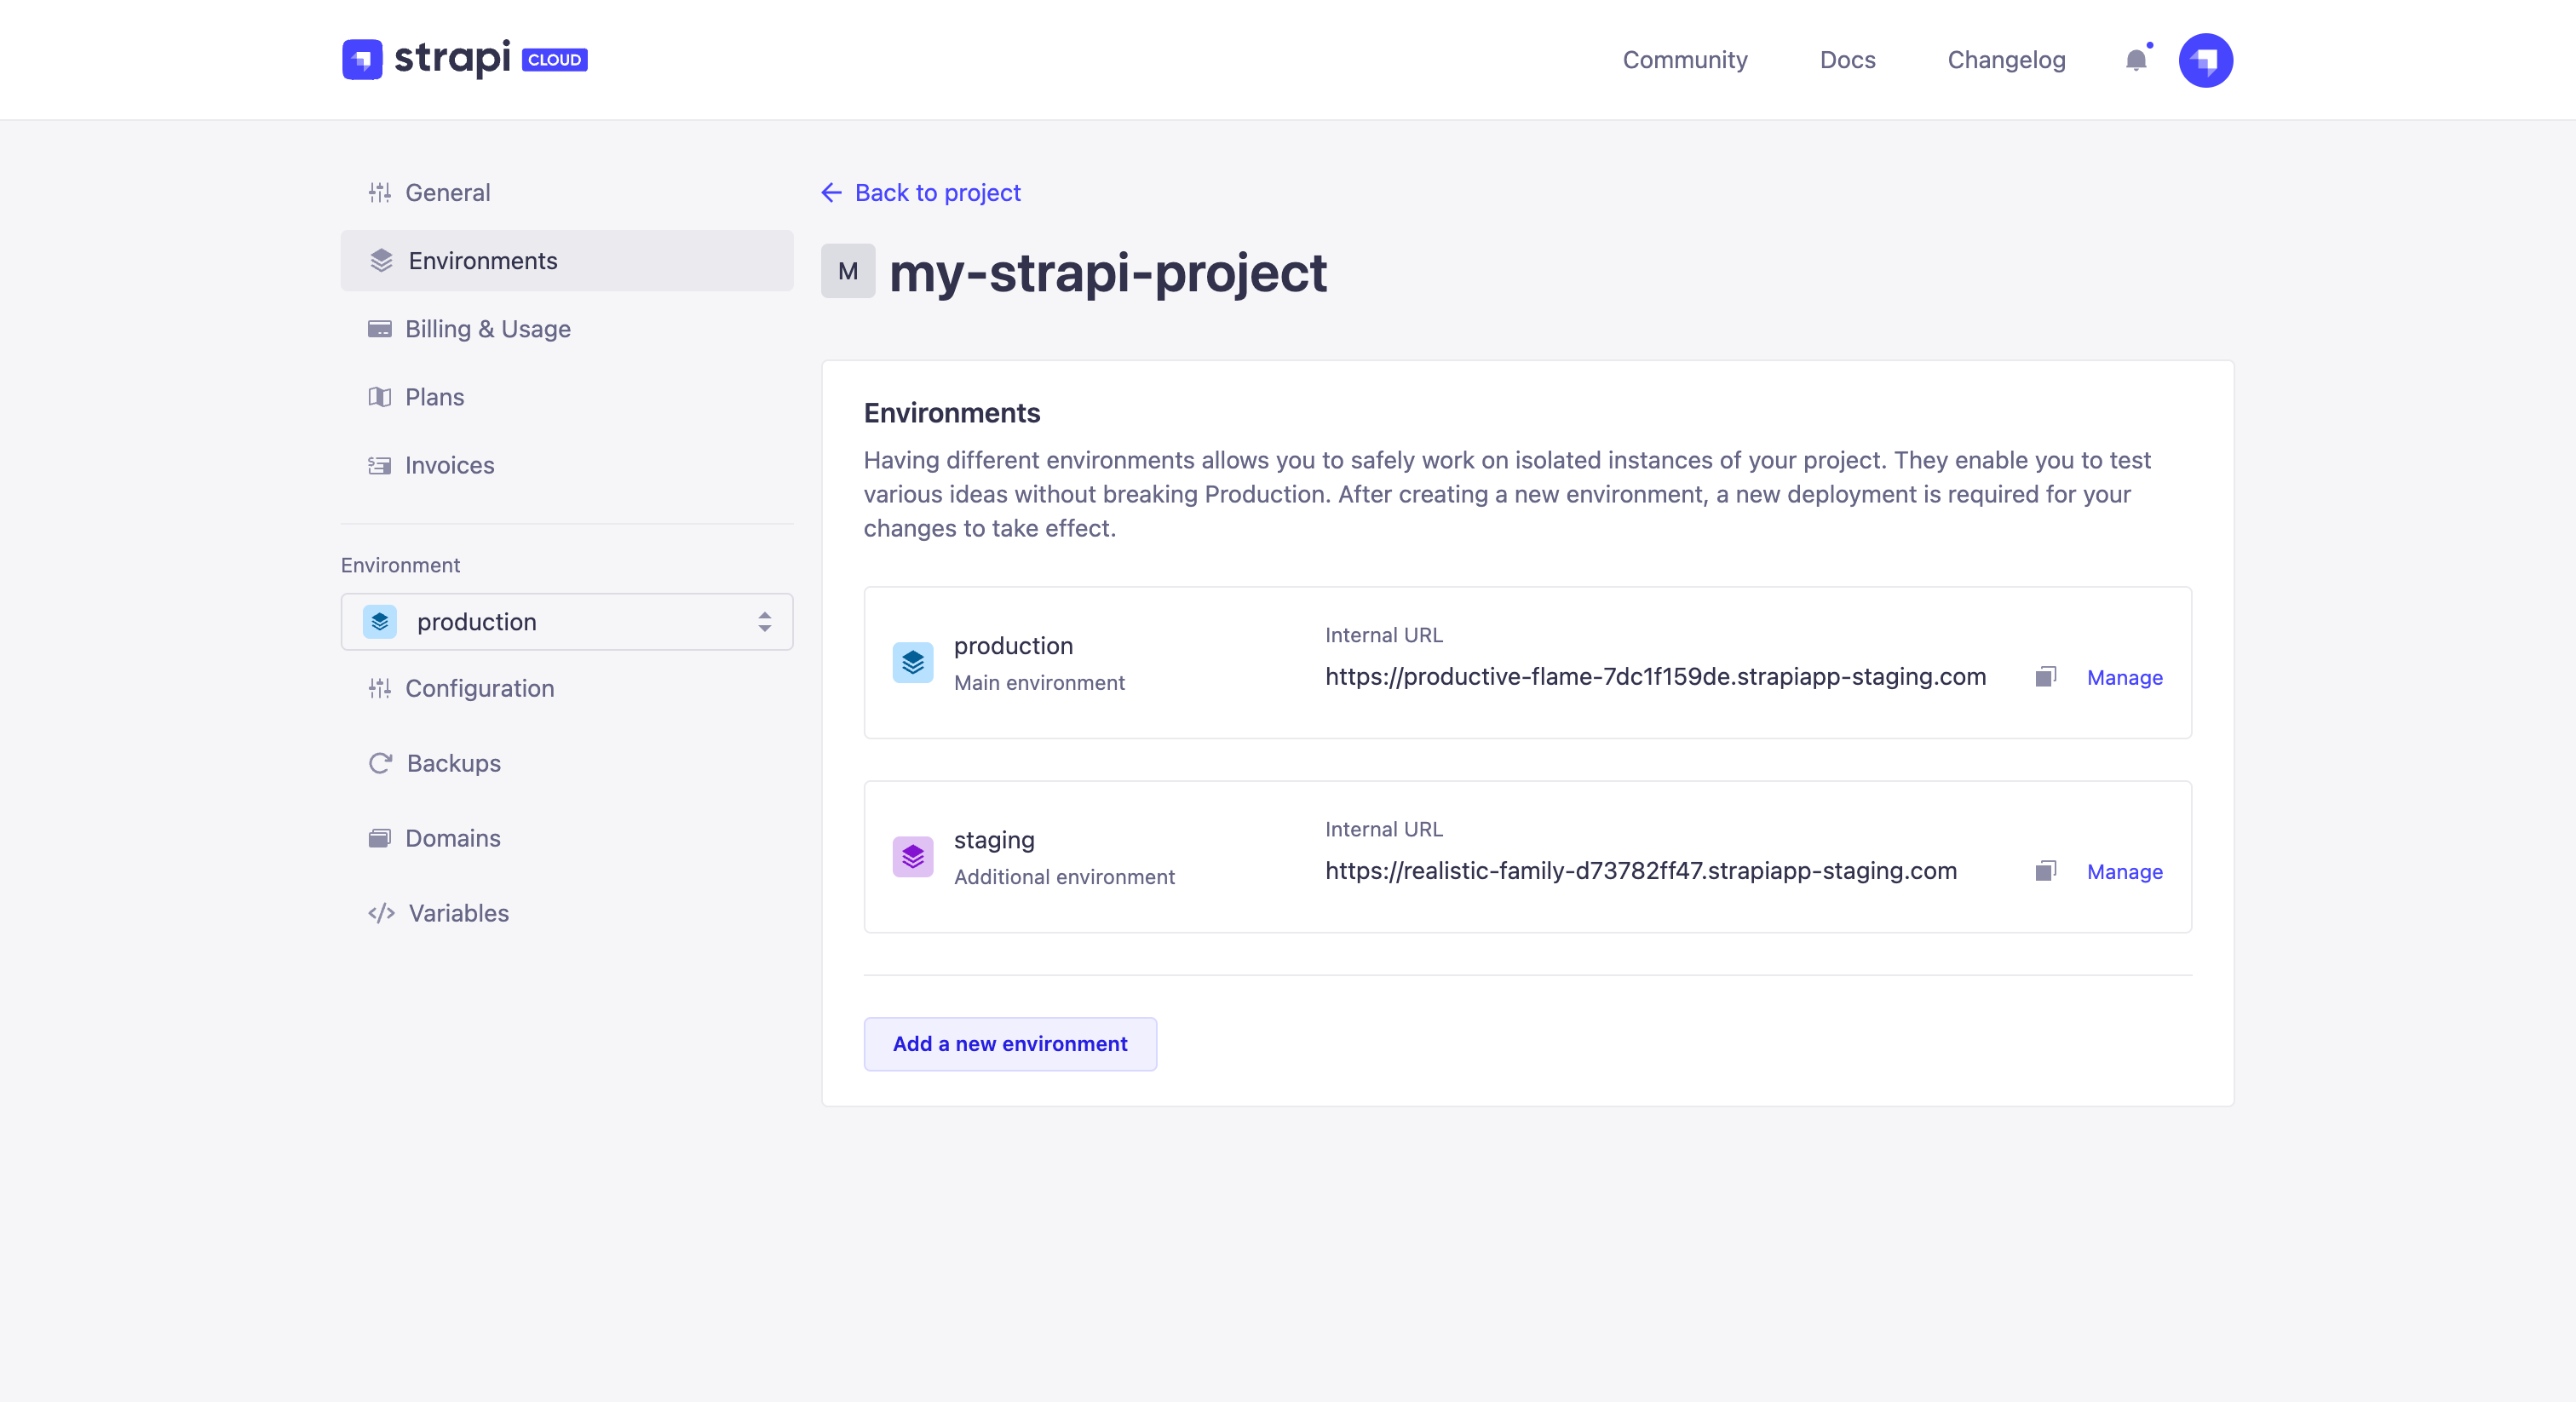 strapi CLOUD
Community
Docs
Changelog
General
Environments
Billing & Usage
Plans
Invoices
Environment
production
Configuration
Backups
Domains
Variables
Back to project
M my-strapi-project
Environments
Having different environments allows you to safely work on isolated instances of your project. They enable you to test
various ideas without breaking Production. After creating a new environment, a new deployment is required for your
changes to take effect.
production
Main environment
Internal URL
https://productive-flame-7dc1f159de.strapiapp-staging.com
Manage
staging
Additional environment
Internal URL
https://realistic-family-d73782ff47.strapiapp-staging.com
Manage
Add a new environment